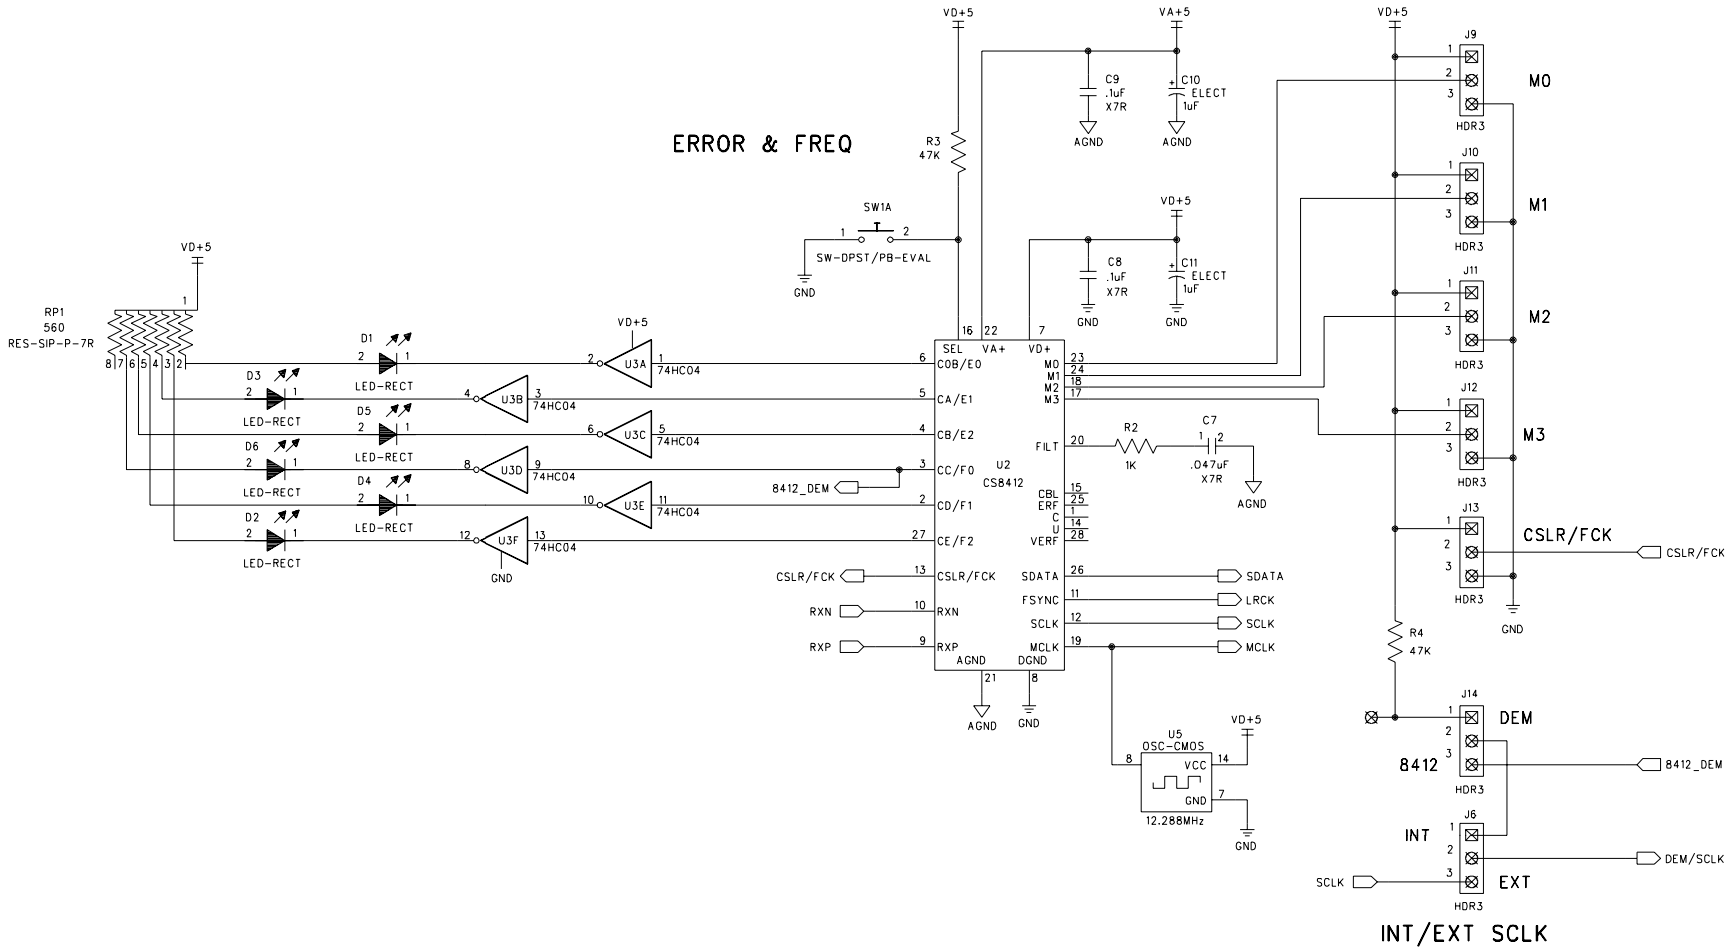 VD+5
VA+5
VD+5
J9
1
2
3
HDR3
M0
C9
.1uF
X7R
AGND
+
C10
ELECT
1uF
AGND
ERROR & FREQ
R3
47K
J10
1
2
3
HDR3
M1
SW1A
1
2
SW-DPST/PB-EVAL
GND
VD+5
C8
.1uF
X7R
GND
+
C11
ELECT
1uF
GND
J11
1
2
3
HDR3
M2
VD+5
1
RP1
560
RES-SIP-P-7R
8 7 6 5 4 3 2
D1
2 1
LED-RECT
VD+5
2 U3A 1
74HC04
D3
2 1
LED-RECT
4 U3B 3
74HC04
D5
2 1
LED-RECT
6 U3C 5
74HC04
D6
2 1
LED-RECT
8 U3D 9
74HC04
8412_DEM
D4
2 1
LED-RECT
10 U3E 11
74HC04
D2
2 1
LED-RECT
12 U3F 13
74HC04
GND
16 22 7
SEL VA+ VD+
6 COB/E0
5 CA/E1
4 CB/E2
3 CC/F0
2 CD/F1
27 CE/F2
CSLR/FCK 13 CSLR/FCK
RXN 10 RXN
RXP 9 RXP
U2
CS8412
M0 23
M1 24
M2 18
M3 17
FILT 20
R2
1K
C7
1 2
.047uF
X7R
AGND
CBL 15
ERF 25
C 1
U 14
VERF 28
SDATA 26 SDATA
FSYNC 11 LRCK
SCLK 12 SCLK
MCLK 19 MCLK
AGND DGND
21 8
AGND
GND
J12
1
2
3
HDR3
M3
J13
1
2
3
HDR3
CSLR/FCK
CSLR/FCK
GND
R4
47K
U5
OSC-CMOS
8 VCC 14
VD+5
GND 7
12.288MHz
GND
J14
1
2
3
HDR3
DEM
8412
8412_DEM
J6
1
2
3
HDR3
INT
DEM/SCLK
SCLK
EXT
INT/EXT SCLK